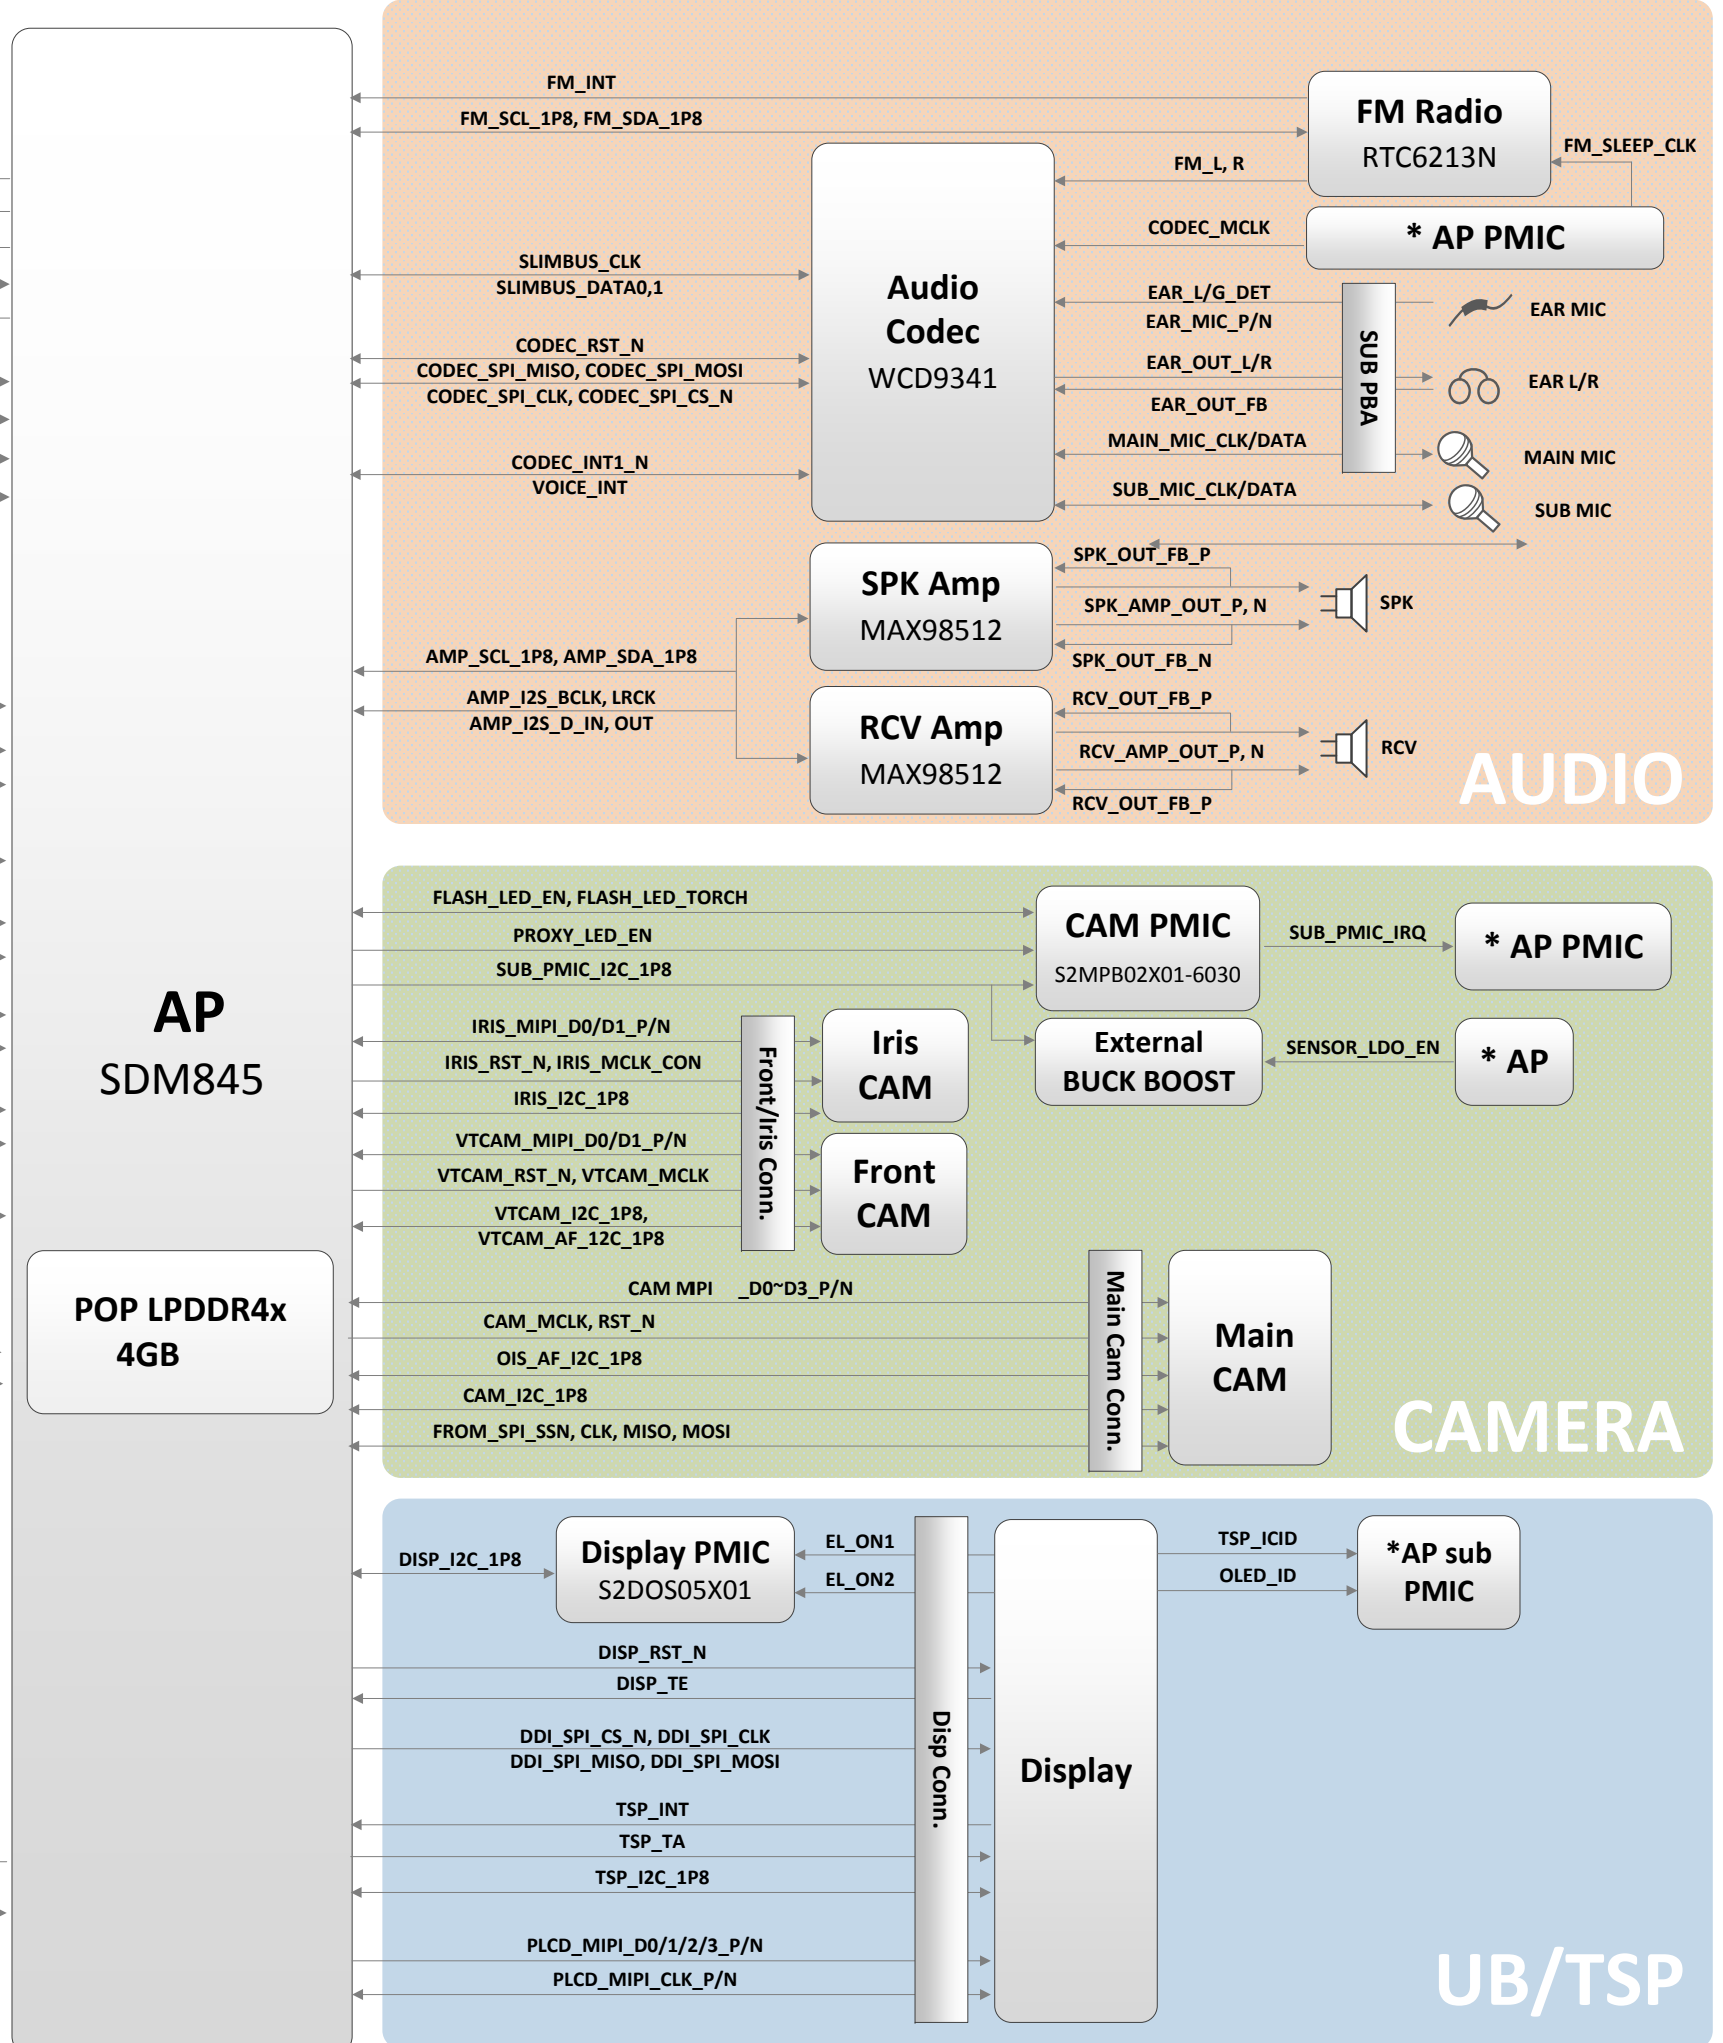 FM_INT
FM_SCL_1P8, FM_SDA_1P8
FM Radio
RTC6213N
FM_SLEEP_CLK
FM_L, R
* AP PMIC
CODEC_MCLK
SLIMBUS_CLK
SLIMBUS_DATA0,1
Audio
Codec
WCD9341
CODEC_RST_N
CODEC_SPI_MISO, CODEC_SPI_MOSI
CODEC_SPI_CLK, CODEC_SPI_CS_N
CODEC_INT1_N
VOICE_INT
EAR_L/G_DET
EAR_MIC_P/N
EAR_OUT_L/R
EAR_OUT_FB
MAIN_MIC_CLK/DATA
SUB_MIC_CLK/DATA
SUB PBA
EAR MIC
EAR L/R
MAIN MIC
SUB MIC
SPK Amp
MAX98512
SPK_OUT_FB_P
SPK_AMP_OUT_P, N
SPK_OUT_FB_N
SPK
AMP_SCL_1P8, AMP_SDA_1P8
AMP_I2S_BCLK, LRCK
AMP_I2S_D_IN, OUT
RCV Amp
MAX98512
RCV_OUT_FB_P
RCV_AMP_OUT_P, N
RCV_OUT_FB_P
RCV
AUDIO
AP
SDM845
POP LPDDR4x
4GB
FLASH_LED_EN, FLASH_LED_TORCH
PROXY_LED_EN
SUB_PMIC_I2C_1P8
CAM PMIC
S2MPB02X01-6030
SUB_PMIC_IRQ
* AP PMIC
External
BUCK BOOST
SENSOR_LDO_EN
* AP
IRIS_MIPI_D0/D1_P/N
IRIS_RST_N, IRIS_MCLK_CON
IRIS_I2C_1P8
VTCAM_MIPI_D0/D1_P/N
VTCAM_RST_N, VTCAM_MCLK
VTCAM_I2C_1P8,
VTCAM_AF_12C_1P8
Front/Iris Conn.
Iris
CAM
Front
CAM
CAM MIPI _D0~D3_P/N
CAM_MCLK, RST_N
OIS_AF_I2C_1P8
CAM_I2C_1P8
FROM_SPI_SSN, CLK, MISO, MOSI
Main Cam Conn.
Main
CAM
CAMERA
DISP_I2C_1P8
Display PMIC
S2DOS05X01
EL_ON1
EL_ON2
TSP_ICID
OLED_ID
*AP sub
PMIC
DISP_RST_N
DISP_TE
DDI_SPI_CS_N, DDI_SPI_CLK
DDI_SPI_MISO, DDI_SPI_MOSI
TSP_INT
TSP_TA
TSP_I2C_1P8
PLCD_MIPI_D0/1/2/3_P/N
PLCD_MIPI_CLK_P/N
Disp Conn.
Display
UB/TSP